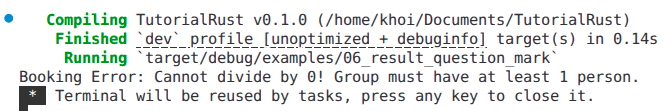 Compiling TutorialRust v0.1.0 (/home/khoi/Documents/TutorialRust)
Finished `dev` profile [unoptimized + debuginfo] target(s) in 0.14s
Running `target/debug/examples/06_result_question_mark`
Booking Error: Cannot divide by 0! Group must have at least 1 person.
* Terminal will be reused by tasks, press any key to close it.